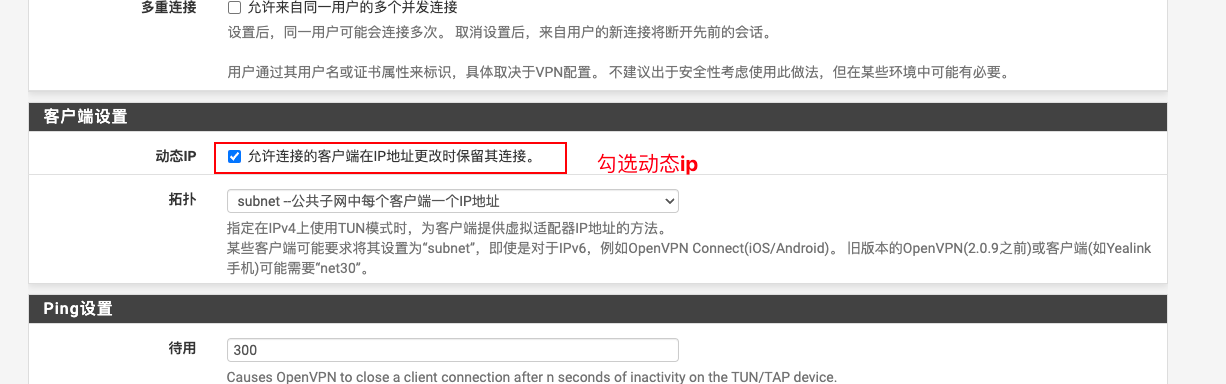 多重连接 允许来自同一用户的多个并发连接
设置后，同一用户可能会连接多次。 取消设置后，来自用户的新连接将断开先前的会话。
用户通过其用户名或证书属性来标识，具体取决于VPN配置。 不建议出于安全性考虑使用此做法，但在某些环境中可能有必要。
客户端设置
动态IP 允许连接的客户端在IP地址更改时保留其连接。 勾选动态ip
拓扑 subnet --公共子网中每个客户端一个IP地址
指定在IPv4上使用TUN模式时，为客户端提供虚拟适配器IP地址的方法。
某些客户端可能要求将其设置为“subnet”，即使是对于IPv6，例如OpenVPN Connect(iOS/Android)。 旧版本的OpenVPN(2.0.9之前)或客户端(如Yealink
手机)可能需要“net30”。
Ping设置
待用 300
Causes OpenVPN to close a client connection after n seconds of inactivity on the TUN/TAP device.